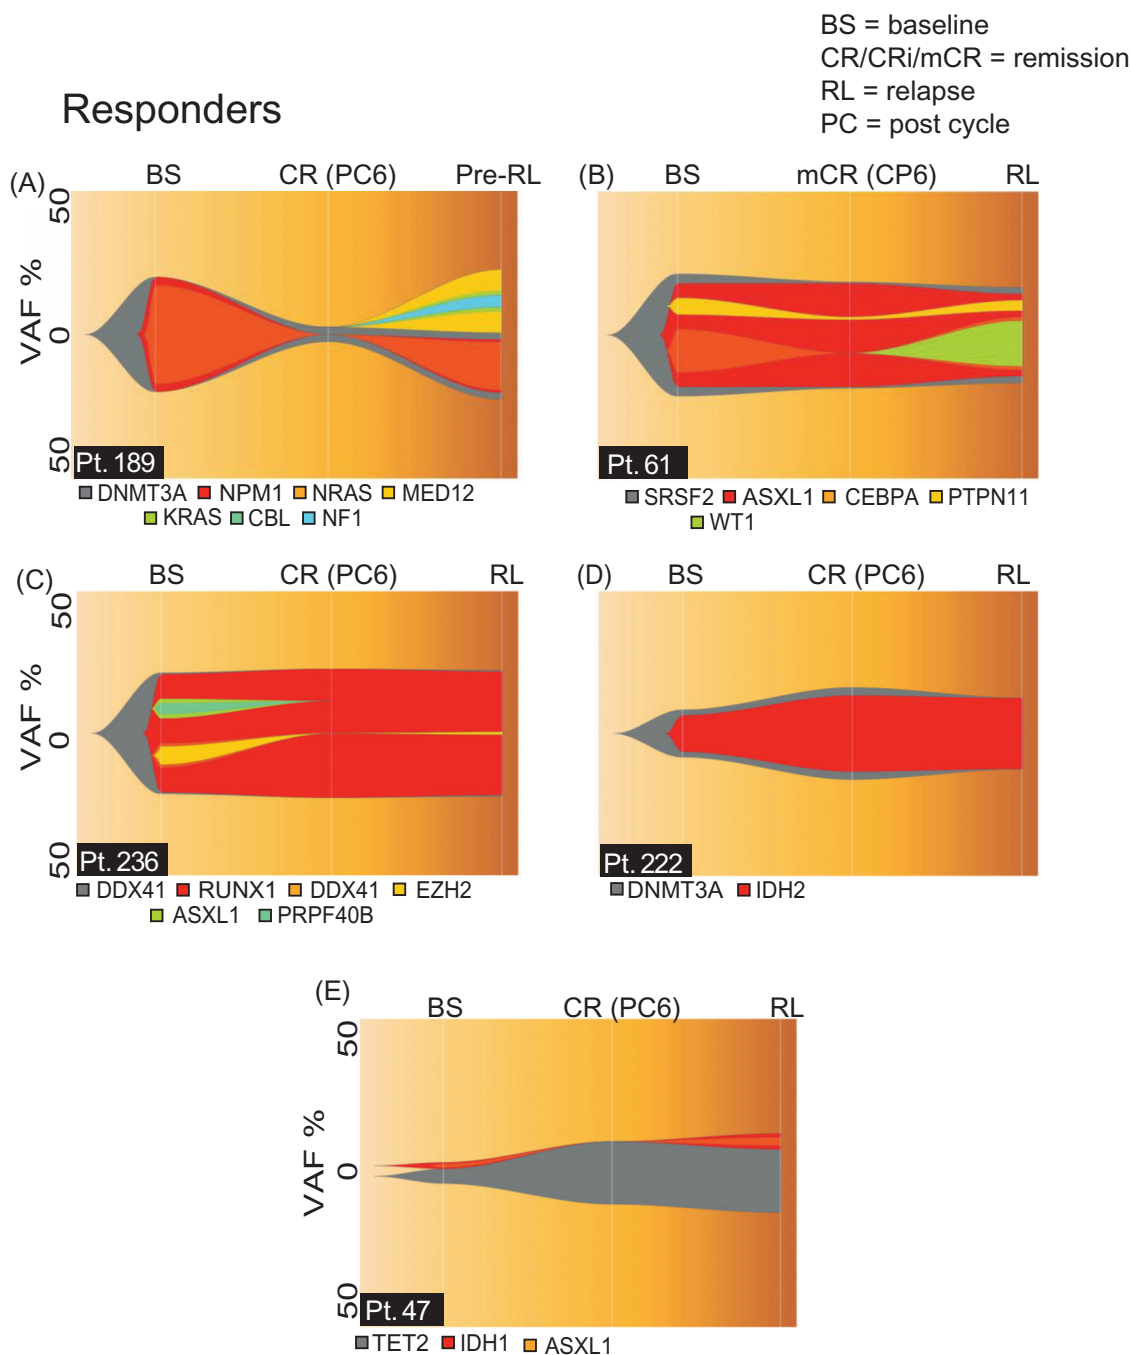 BS = baseline
CR/CRi/mCR = remission
RL = relapse
PC = post cycle
Responders
(A) BS CR (PC6) Pre-RL
50
VAF %
0
50
Pt. 189
DNMT3A NPM1 NRAS MED12
KRAS CBL NF1
(B) BS mCR (CP6) RL
Pt. 61
SRSF2 ASXL1 CEBPA PTPN11
WT1
(C) BS CR (PC6) RL
50
VAF %
0
50
Pt. 236
DDX41 RUNX1 DDX41 EZH2
ASXL1 PRPF40B
(D) BS CR (PC6) RL
Pt. 222
DNMT3A IDH2
(E) BS CR (PC6) RL
50
VAF %
0
50
Pt. 47
TET2 IDH1 ASXL1